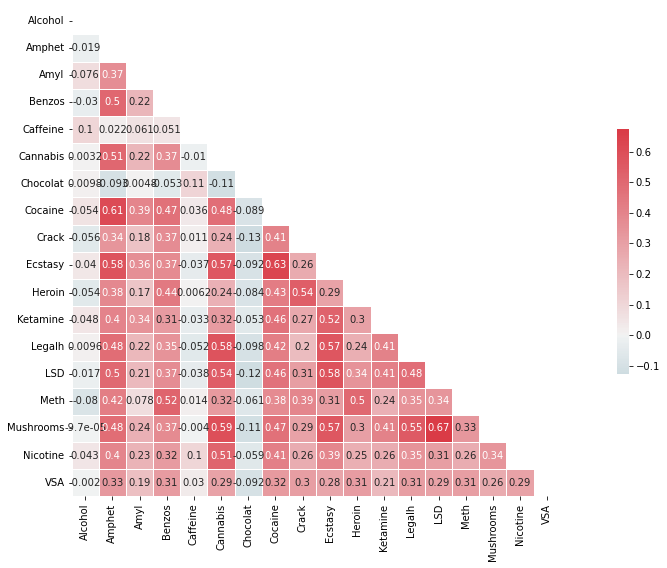 Alcohol
Amphet -0.019
Amyl 0.076 0.37
Benzos -0.03 0.5 0.22
Caffeine 0.1 0.022 0.061 0.051
Cannabis 0.0032 0.51 0.22 0.37 -0.01
Chocolat 0.0098 -0.093 0.0048 -0.053 0.11 -0.11
Cocaine 0.054 0.61 0.39 0.47 0.036 0.48 -0.089
Crack -0.056 0.34 0.18 0.37 0.011 0.24 -0.13 0.41
Ecstasy 0.04 0.58 0.36 0.37 -0.037 0.57 -0.092 0.63 0.26
Heroin -0.054 0.38 0.17 0.44 0.0062 0.24 -0.084 0.43 0.54 0.29
Ketamine -0.048 0.4 0.34 0.31 -0.033 0.32 -0.053 0.46 0.27 0.52 0.3
Legalh 0.0096 0.48 0.22 0.35 -0.052 0.58 -0.098 0.42 0.2 0.57 0.24 0.41
LSD -0.017 0.5 0.21 0.37 -0.038 0.54 -0.12 0.46 0.31 0.58 0.34 0.41 0.48
Meth -0.08 0.42 0.078 0.52 0.014 0.32 -0.061 0.38 0.39 0.31 0.5 0.24 0.35 0.34
Mushrooms -9.7e-05 0.48 0.24 0.37 -0.004 0.59 -0.11 0.47 0.29 0.57 0.3 0.41 0.55 0.67 0.33
Nicotine 0.043 0.4 0.23 0.32 0.1 0.51 -0.059 0.41 0.26 0.39 0.25 0.26 0.35 0.31 0.26 0.34
VSA -0.002 0.33 0.19 0.31 0.03 0.29 -0.092 0.32 0.3 0.28 0.31 0.21 0.31 0.29 0.31 0.26 0.29
Alcohol Amphet Amyl Benzos Caffeine Cannabis Chocolat Cocaine Crack Ecstasy Heroin Ketamine Legalh LSD Meth Mushrooms Nicotine VSA
0.6
0.5
0.4
0.3
0.2
0.1
0.0
−0.1